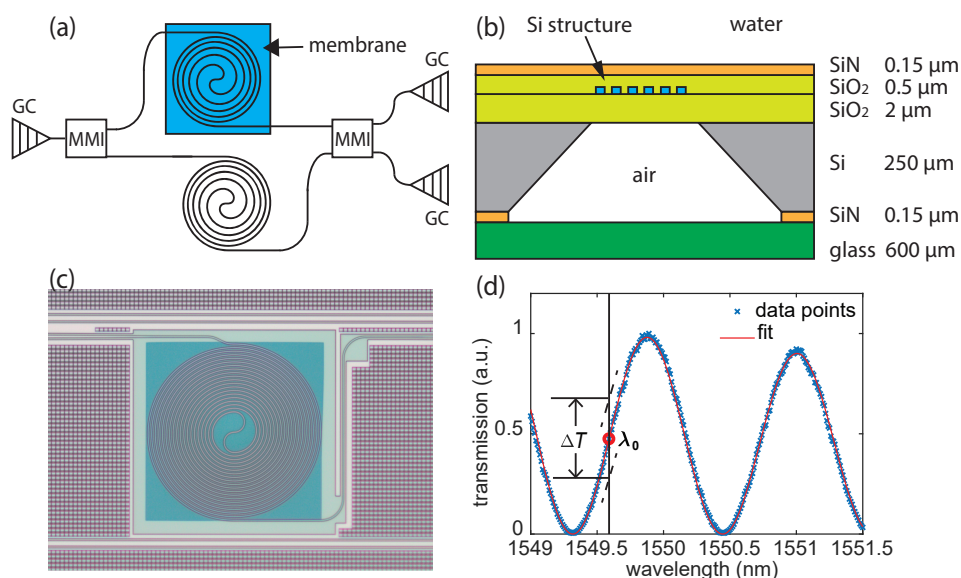 (a)
membrane
GC
GC
MMI
MMI
GC
(b)
Si structure
water
SiN 0.15 μm
SiO₂ 0.5 μm
SiO₂ 2 μm
Si 250 μm
air
SiN 0.15 μm
glass 600 μm
(c)
(d)
data points
fit
ΔT
λ₀
1
0.5
0
transmission (a.u.)
1549 1549.5 1550 1550.5 1551 1551.5
wavelength (nm)